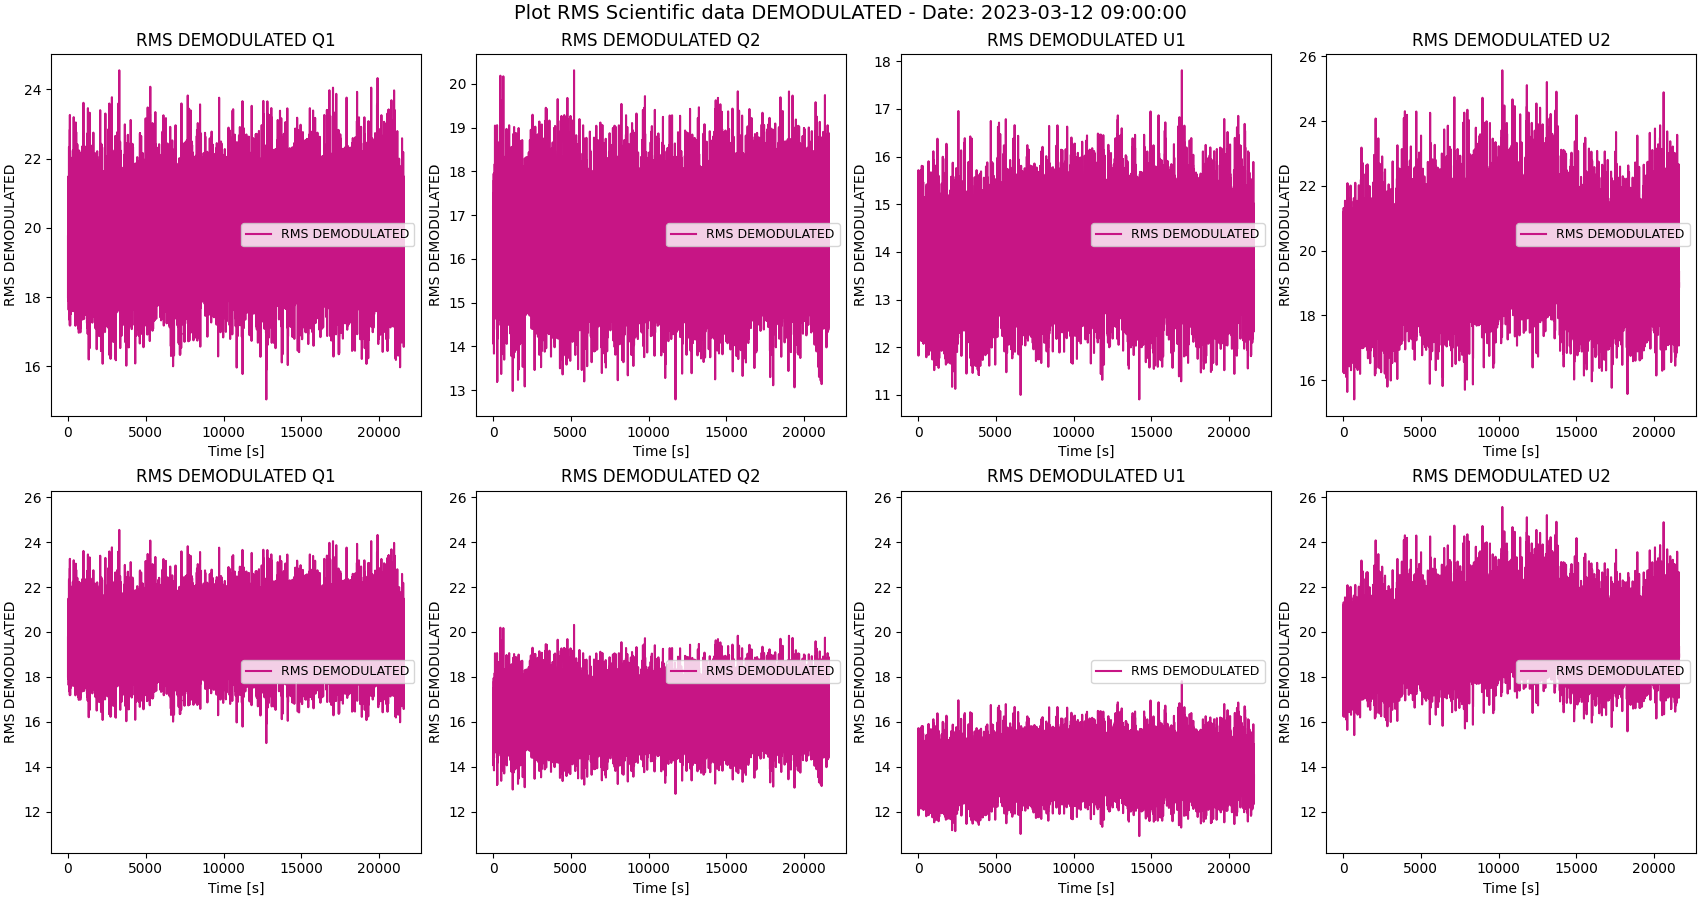 Plot RMS Scientific data DEMODULATED - Date: 2023-03-12 09:00:00
RMS DEMODULATED Q1
RMS DEMODULATED
24
22
20
18
16
RMS DEMODULATED
0 5000 10000 15000 20000
Time [s]
RMS DEMODULATED Q2
RMS DEMODULATED
20
19
18
17
16
15
14
13
RMS DEMODULATED
0 5000 10000 15000 20000
Time [s]
RMS DEMODULATED U1
RMS DEMODULATED
18
17
16
15
14
13
12
11
RMS DEMODULATED
0 5000 10000 15000 20000
Time [s]
RMS DEMODULATED U2
RMS DEMODULATED
26
24
22
20
18
16
RMS DEMODULATED
0 5000 10000 15000 20000
Time [s]
RMS DEMODULATED Q1
RMS DEMODULATED
26
24
22
20
18
16
14
12
RMS DEMODULATED
0 5000 10000 15000 20000
Time [s]
RMS DEMODULATED Q2
RMS DEMODULATED
26
24
22
20
18
16
14
12
RMS DEMODULATED
0 5000 10000 15000 20000
Time [s]
RMS DEMODULATED U1
RMS DEMODULATED
26
24
22
20
18
16
14
12
RMS DEMODULATED
0 5000 10000 15000 20000
Time [s]
RMS DEMODULATED U2
RMS DEMODULATED
26
24
22
20
18
16
14
12
RMS DEMODULATED
0 5000 10000 15000 20000
Time [s]